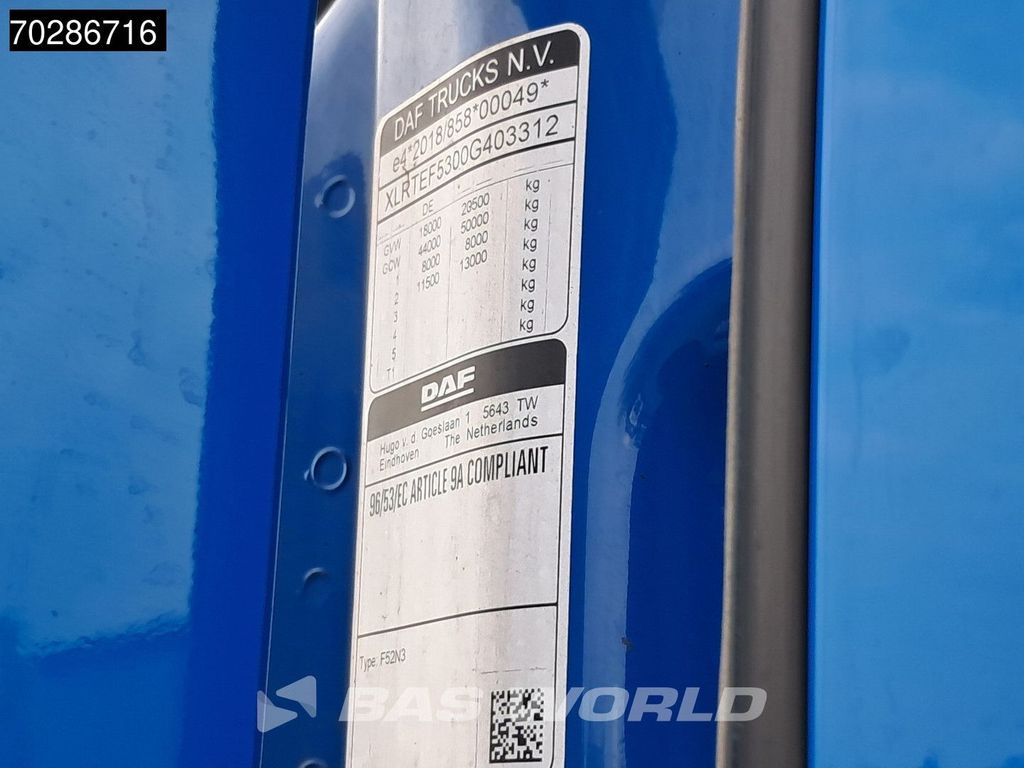 70286716
DAF TRUCKS N.V.
e4*2018/858*00049*
XLRTEF5300G403312
DE
GVW 18000 20500 kg
GCW 44000 50000 kg
1 8000 8000 kg
2 11500 13000 kg
3 kg
4 kg
5 kg
T1 kg
DAF
Hugo v. d. Goeslaan 1 5643 TW
Eindhoven The Netherlands
96/53/EC ARTICLE 9A COMPLIANT
Type: F52N3
BAS WORLD